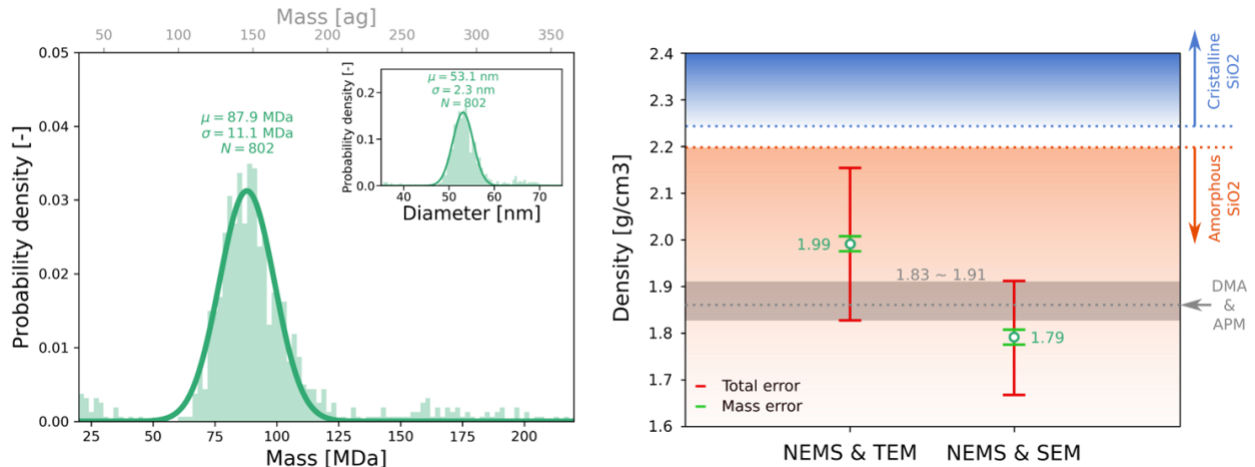 Mass [ag]
50 100 150 200 250 300 350
0.05
0.04
0.03
0.02
0.01
0.00
Probability density [-]
μ = 87.9 MDa
σ = 11.1 MDa
N = 802
25 50 75 100 125 150 175 200
Mass [MDa]
Probability density [-]
0.2
0.1
0.0
μ = 53.1 nm
σ = 2.3 nm
N = 802
40 50 60 70
Diameter [nm]
Density [g/cm3]
2.4
2.3
2.2
2.1
2.0
1.9
1.8
1.7
1.6
1.99
1.83 ~ 1.91
1.79
Total error
Mass error
NEMS & TEM NEMS & SEM
Cristalline
SiO2
Amorphous
SiO2
DMA
&
APM